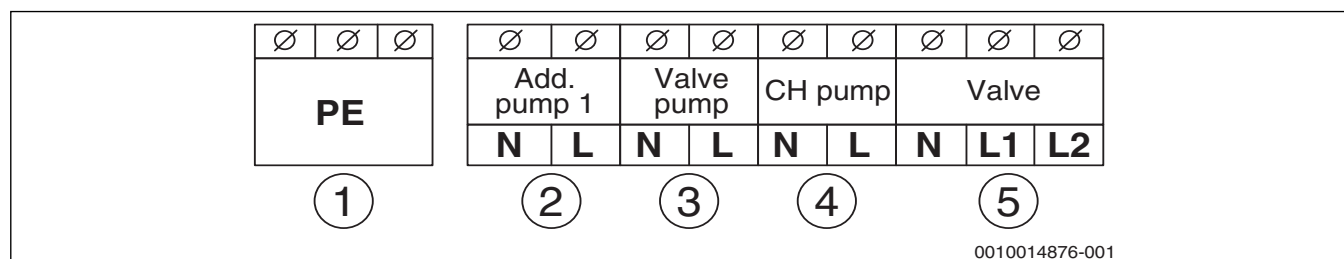 Ø Ø Ø Ø Ø Ø Ø Ø Ø Ø Ø Ø
PE
Add. pump 1
Valve pump
CH pump
Valve
N L N L N L N L1 L2
1 2 3 4 5
0010014876-001